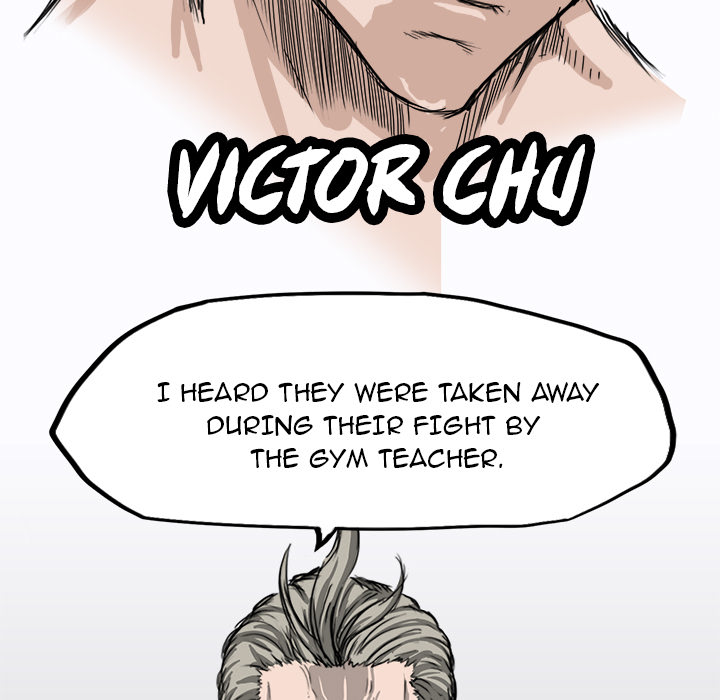 VICTOR CHU
I HEARD THEY WERE TAKEN AWAY
DURING THEIR FIGHT BY
THE GYM TEACHER.